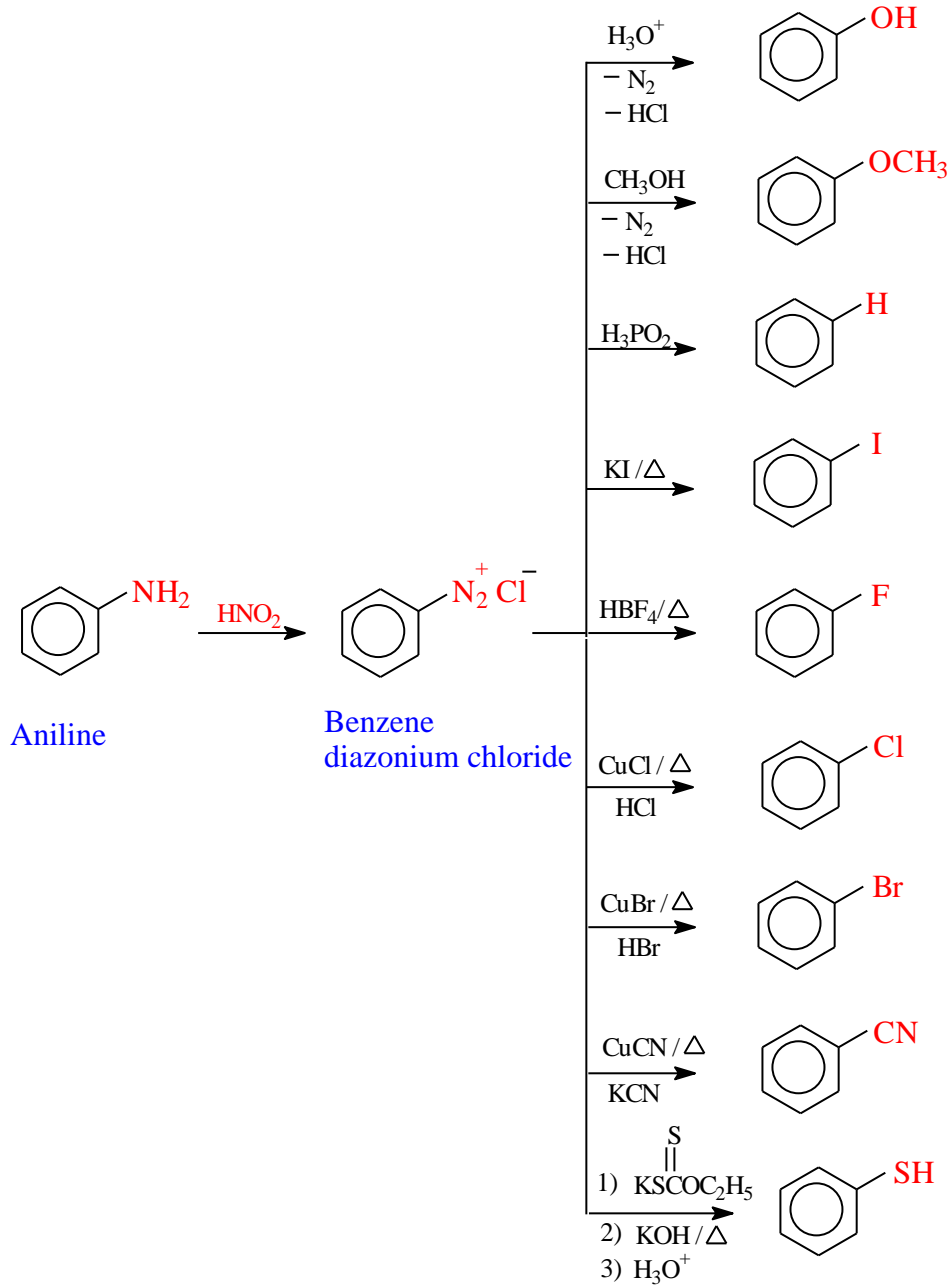 OH
H₃O⁺
− N₂
− HCl
OCH₃
CH₃OH
− N₂
− HCl
H
H₃PO₂
I
KI / △
NH₂
HNO₂
N₂⁺ Cl⁻
F
HBF₄/ △
Aniline
Benzene
diazonium chloride
Cl
CuCl / △
HCl
Br
CuBr / △
HBr
CN
CuCN / △
KCN
S
SH
1) KSCOC₂H₅
2) KOH / △
3) H₃O⁺